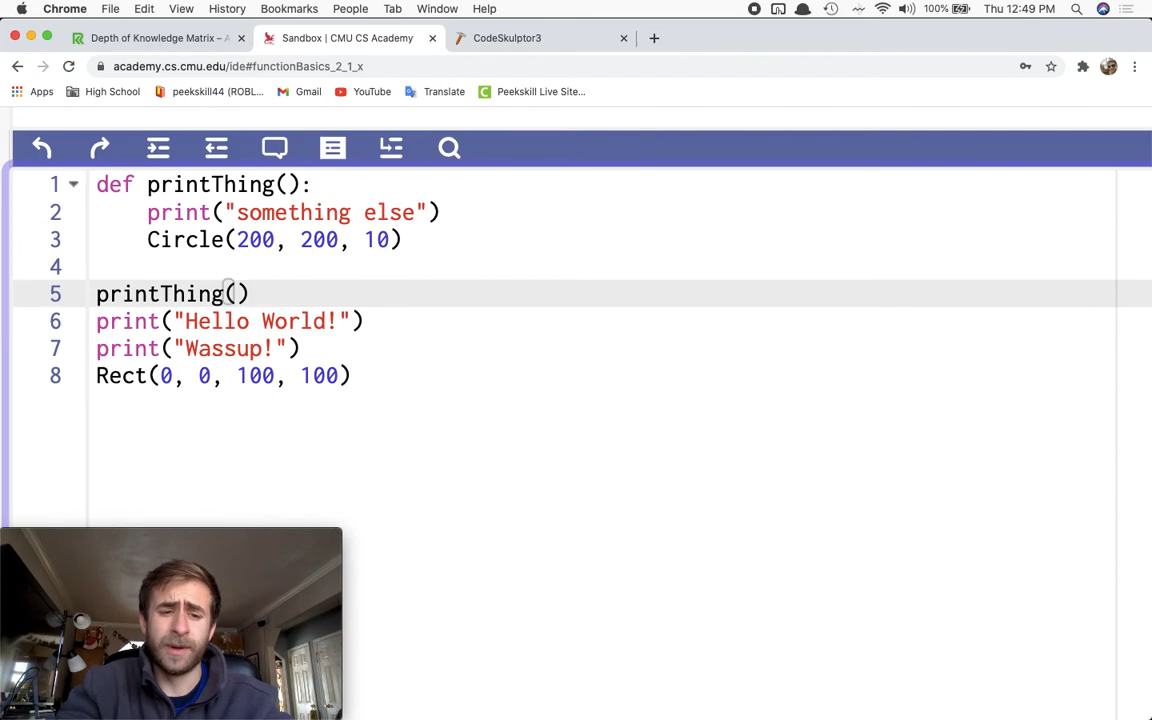 Chrome File Edit View History Bookmarks People Tab Window Help 100% Thu 12:49 PM
Depth of Knowledge Matrix – A Sandbox | CMU CS Academy CodeSkulptor3
academy.cs.cmu.edu/ide#functionBasics_2_1_x
Apps High School peekskill44 (ROBL... Gmail YouTube Translate Peekskill Live Site...
1 def printThing():
2 print("something else")
3 Circle(200, 200, 10)
4
5 printThing()
6 print("Hello World!")
7 print("Wassup!")
8 Rect(0, 0, 100, 100)